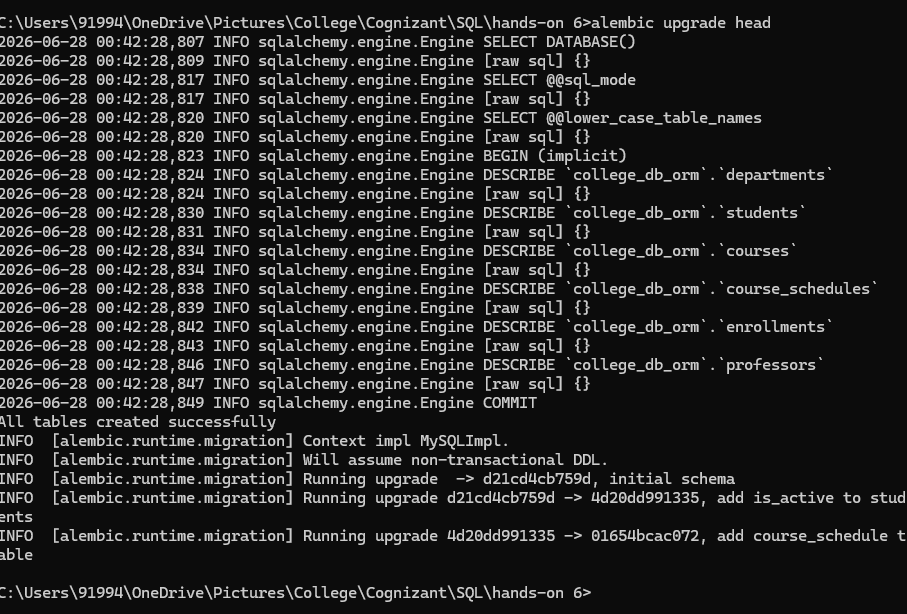 C:\Users\91994\OneDrive\Pictures\College\Cognizant\SQL\hands-on 6>alembic upgrade head
2026-06-28 00:42:28,807 INFO sqlalchemy.engine.Engine SELECT DATABASE()
2026-06-28 00:42:28,809 INFO sqlalchemy.engine.Engine [raw sql] {}
2026-06-28 00:42:28,817 INFO sqlalchemy.engine.Engine SELECT @@sql_mode
2026-06-28 00:42:28,817 INFO sqlalchemy.engine.Engine [raw sql] {}
2026-06-28 00:42:28,820 INFO sqlalchemy.engine.Engine SELECT @@lower_case_table_names
2026-06-28 00:42:28,820 INFO sqlalchemy.engine.Engine [raw sql] {}
2026-06-28 00:42:28,823 INFO sqlalchemy.engine.Engine BEGIN (implicit)
2026-06-28 00:42:28,824 INFO sqlalchemy.engine.Engine DESCRIBE `college_db_orm`.`departments`
2026-06-28 00:42:28,824 INFO sqlalchemy.engine.Engine [raw sql] {}
2026-06-28 00:42:28,830 INFO sqlalchemy.engine.Engine DESCRIBE `college_db_orm`.`students`
2026-06-28 00:42:28,831 INFO sqlalchemy.engine.Engine [raw sql] {}
2026-06-28 00:42:28,834 INFO sqlalchemy.engine.Engine DESCRIBE `college_db_orm`.`courses`
2026-06-28 00:42:28,834 INFO sqlalchemy.engine.Engine [raw sql] {}
2026-06-28 00:42:28,838 INFO sqlalchemy.engine.Engine DESCRIBE `college_db_orm`.`course_schedules`
2026-06-28 00:42:28,839 INFO sqlalchemy.engine.Engine [raw sql] {}
2026-06-28 00:42:28,842 INFO sqlalchemy.engine.Engine DESCRIBE `college_db_orm`.`enrollments`
2026-06-28 00:42:28,843 INFO sqlalchemy.engine.Engine [raw sql] {}
2026-06-28 00:42:28,846 INFO sqlalchemy.engine.Engine DESCRIBE `college_db_orm`.`professors`
2026-06-28 00:42:28,847 INFO sqlalchemy.engine.Engine [raw sql] {}
2026-06-28 00:42:28,849 INFO sqlalchemy.engine.Engine COMMIT
All tables created successfully
INFO  [alembic.runtime.migration] Context impl MySQLImpl.
INFO  [alembic.runtime.migration] Will assume non-transactional DDL.
INFO  [alembic.runtime.migration] Running upgrade  -> d21cd4cb759d, initial schema
INFO  [alembic.runtime.migration] Running upgrade d21cd4cb759d -> 4d20dd991335, add is_active to stud
ents
INFO  [alembic.runtime.migration] Running upgrade 4d20dd991335 -> 01654bcac072, add course_schedule t
able
C:\Users\91994\OneDrive\Pictures\College\Cognizant\SQL\hands-on 6>